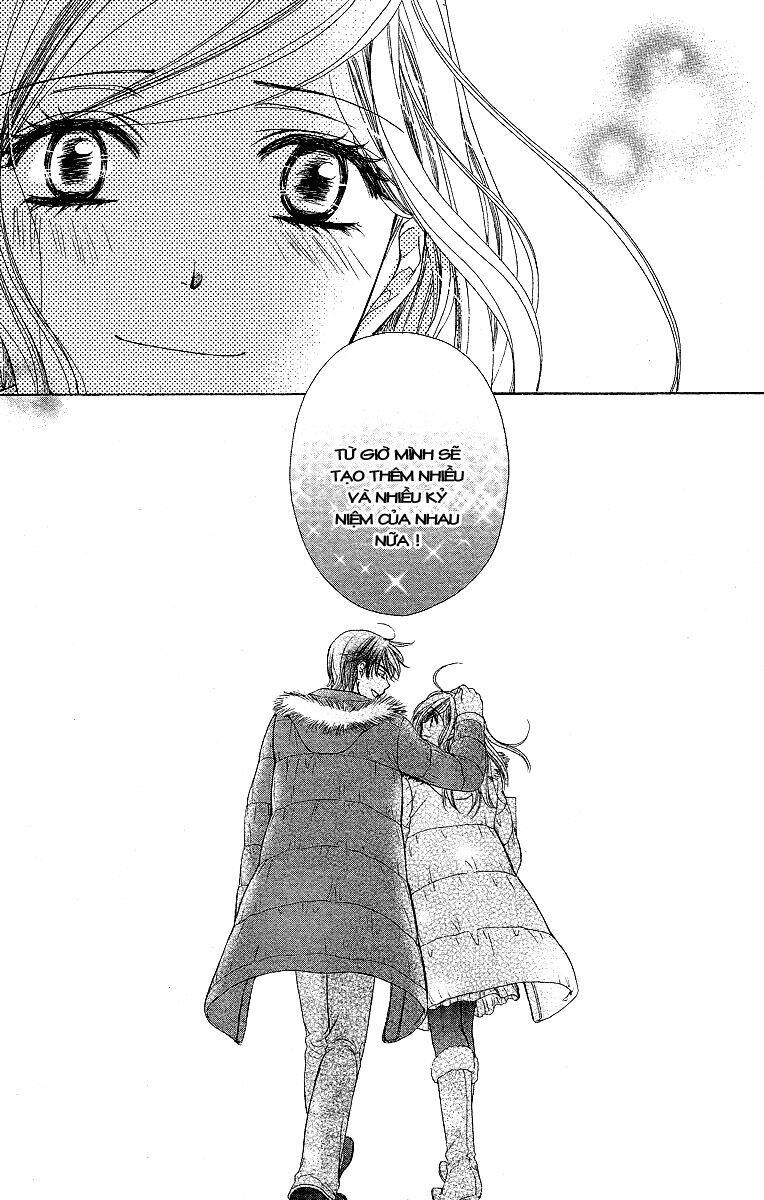 TỪ GIỜ MÌNH SẼ
TẠO THÊM NHIỀU
VÀ NHIỀU KỶ
NIỆM CỦA NHAU
NỮA !